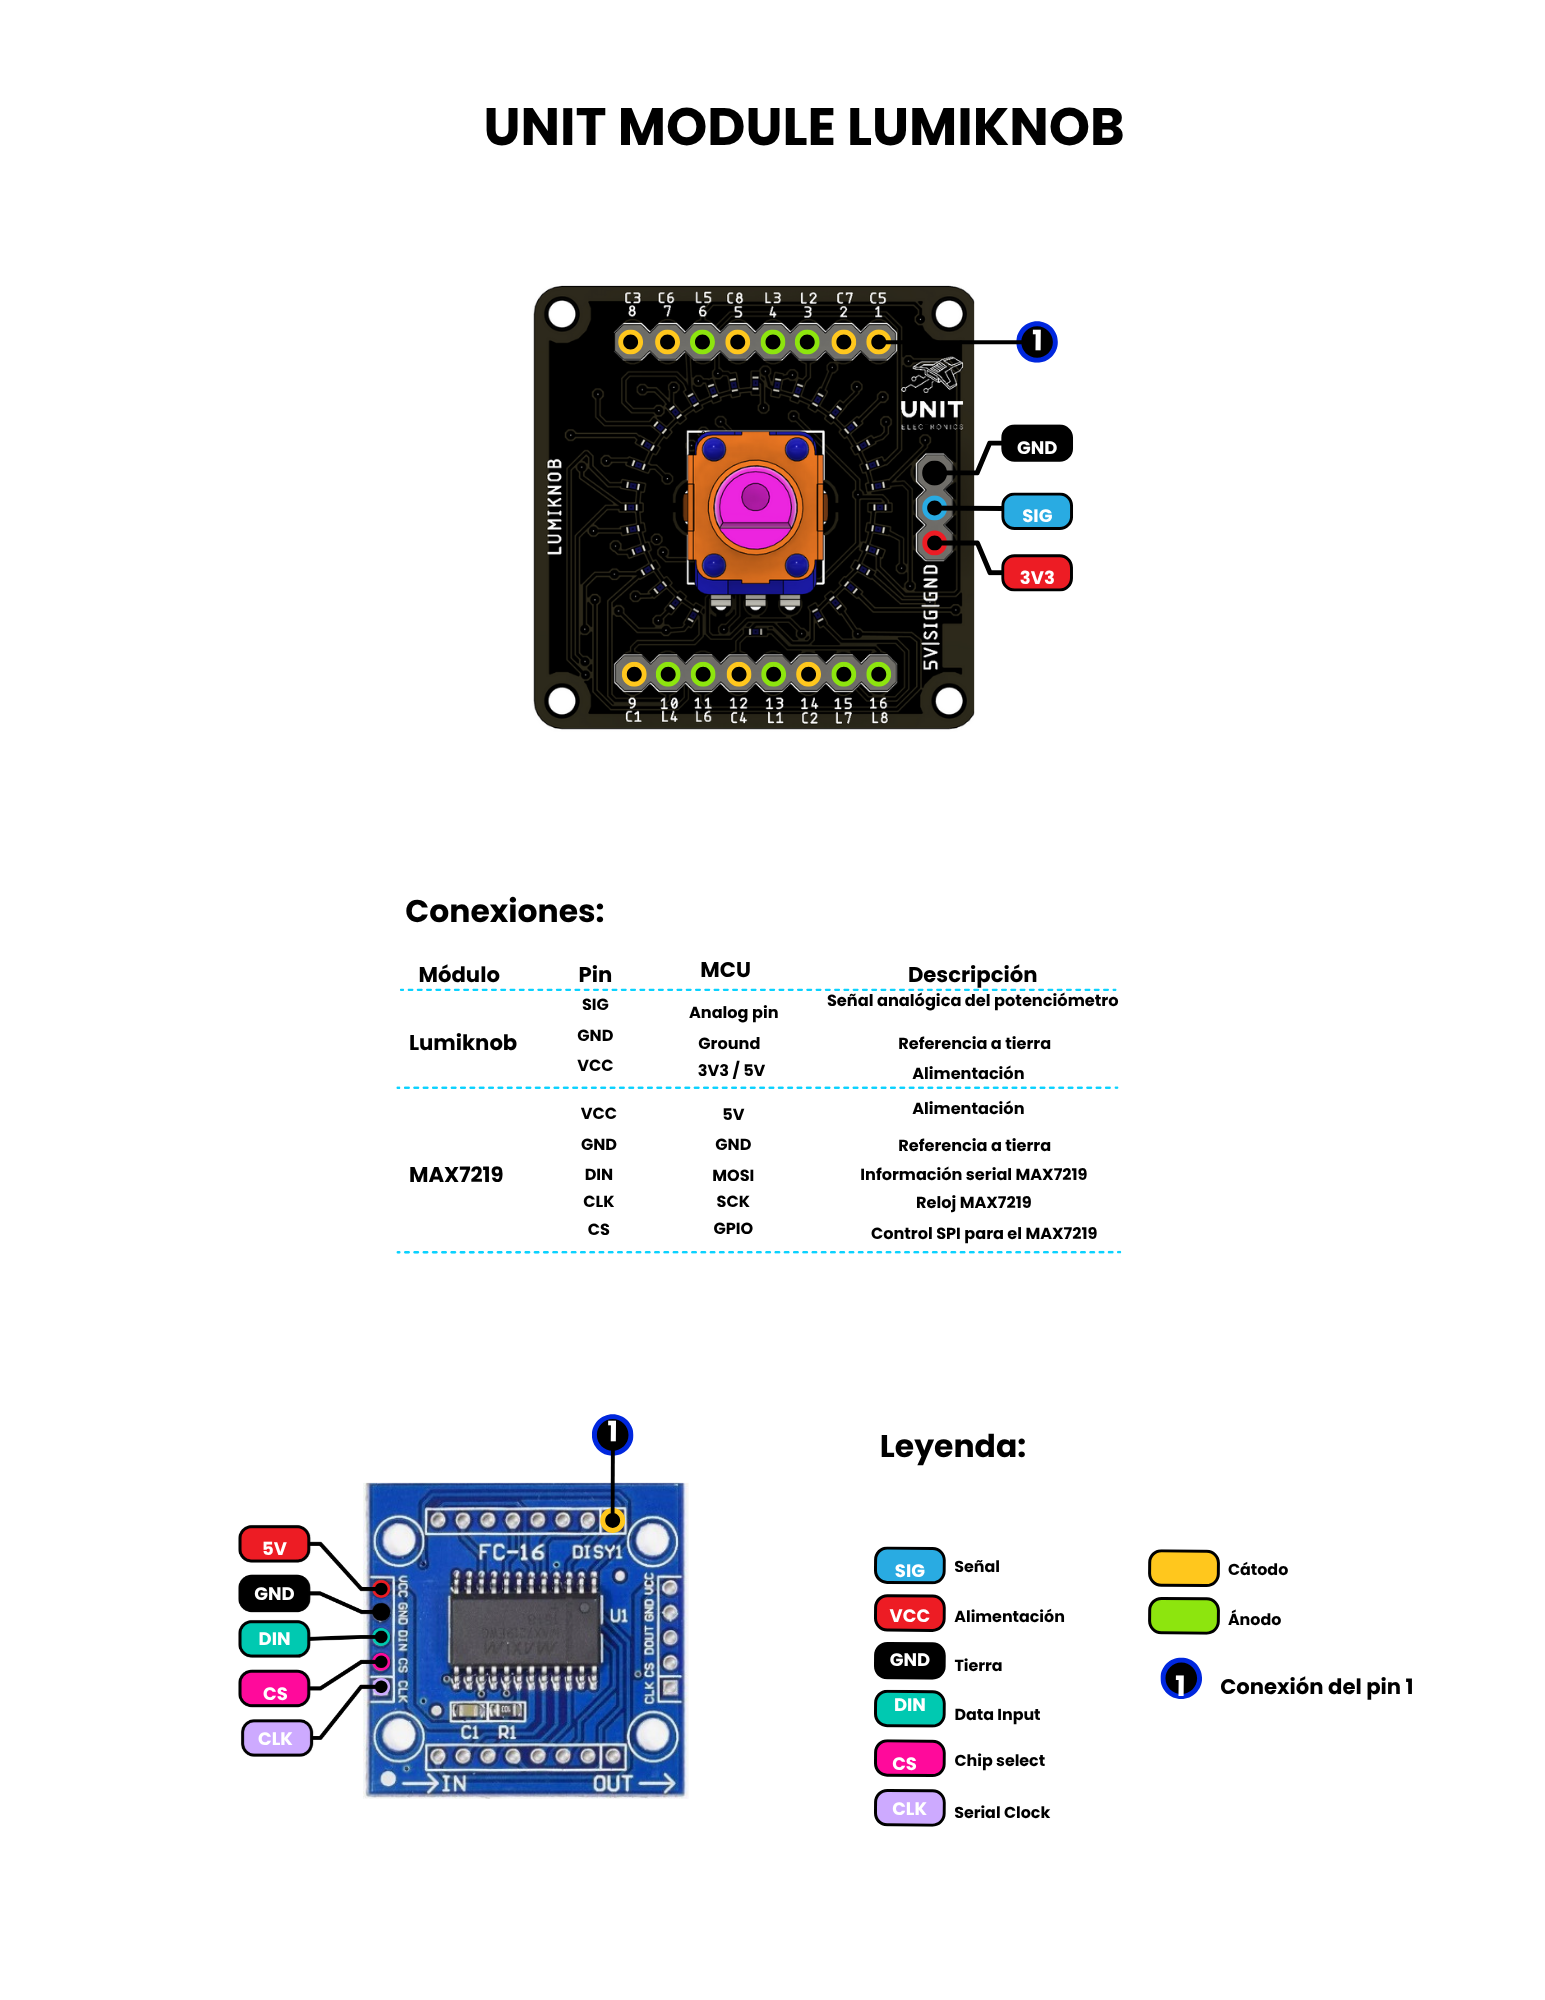 UNIT MODULE LUMIKNOB
C3 C6 L5 C8 L3 L2 C7 C5
8 7 6 5 4 3 2 1
1
UNIT
ELECTRONICS
GND
SIG
3V3
LUMIKNOB
5V|SIG|GND
9 10 11 12 13 14 15 16
C1 L4 L6 C4 L1 C2 L7 L8
Conexiones:
Módulo Pin MCU Descripción
SIG Analog pin Señal analógica del potenciómetro
Lumiknob GND Ground Referencia a tierra
VCC 3V3 / 5V Alimentación
VCC 5V Alimentación
GND GND Referencia a tierra
MAX7219 DIN MOSI Información serial MAX7219
CLK SCK Reloj MAX7219
CS GPIO Control SPI para el MAX7219
1
5V
GND
DIN
CS
CLK
FC-16 DISY1
VCC GND DIN CS CLK
U1
CLK CS DOUT GND VCC
C1 R1
IN OUT
Leyenda:
SIG Señal
VCC Alimentación
GND Tierra
DIN Data Input
CS Chip select
CLK Serial Clock
Cátodo
Ánodo
1 Conexión del pin 1